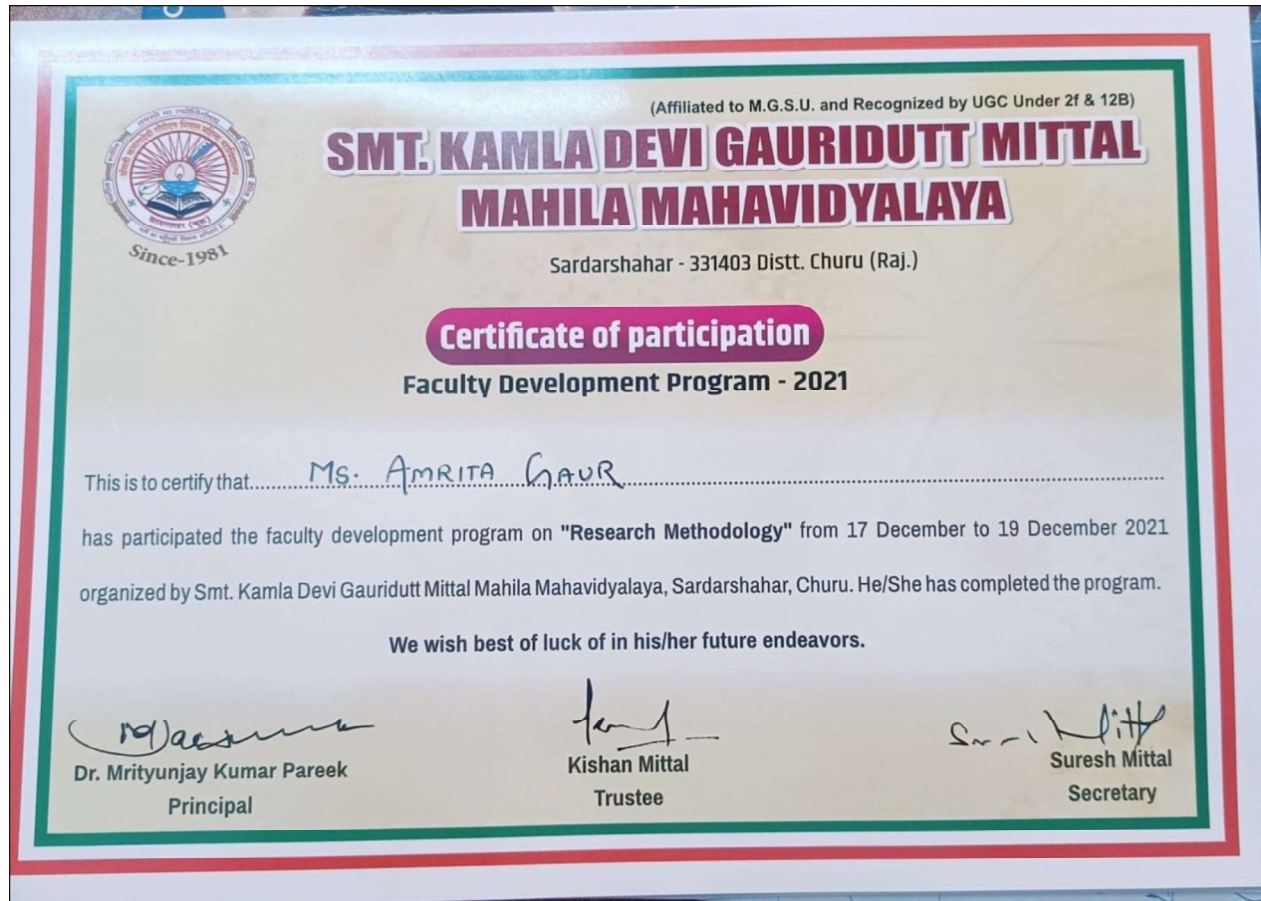 (Affiliated to M.G.S.U. and Recognized by UGC Under 2f & 12B)
SMT. KAMLA DEVI GAURIDUTT MITTAL
MAHILA MAHAVIDYALAYA
Since-1981
Sardarshahar - 331403 Distt. Churu (Raj.)
Certificate of participation
Faculty Development Program - 2021
This is to certify that.......... Ms. AMRITA GAUR ..........
has participated the faculty development program on "Research Methodology" from 17 December to 19 December 2021
organized by Smt. Kamla Devi Gauridutt Mittal Mahila Mahavidyalaya, Sardarshahar, Churu. He/She has completed the program.
We wish best of luck of in his/her future endeavors.
Dr. Mrityunjay Kumar Pareek
Principal
Kishan Mittal
Trustee
Suresh Mittal
Secretary